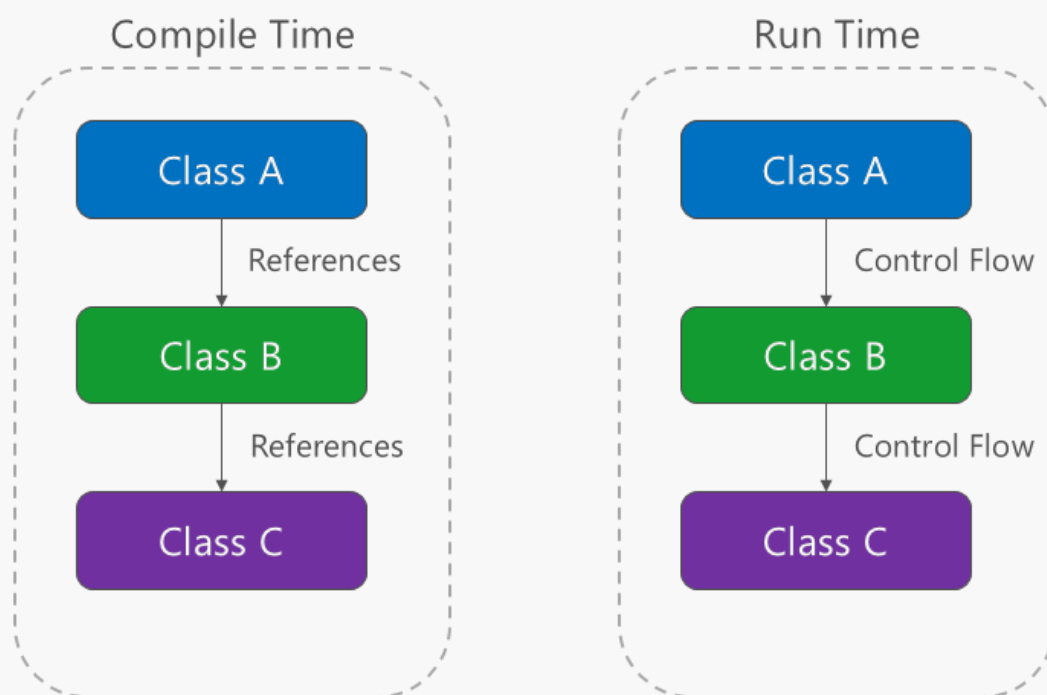 Compile Time
Class A
References
Class B
References
Class C
Run Time
Class A
Control Flow
Class B
Control Flow
Class C